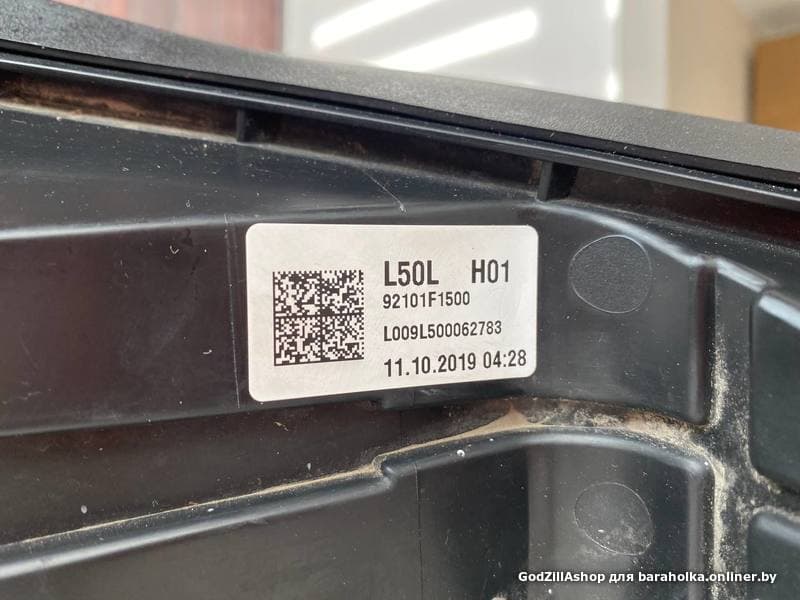 L50L H01
92101F1500
L009L500062783
11.10.2019 04:28
GodZillAshop для baraholka.onliner.by